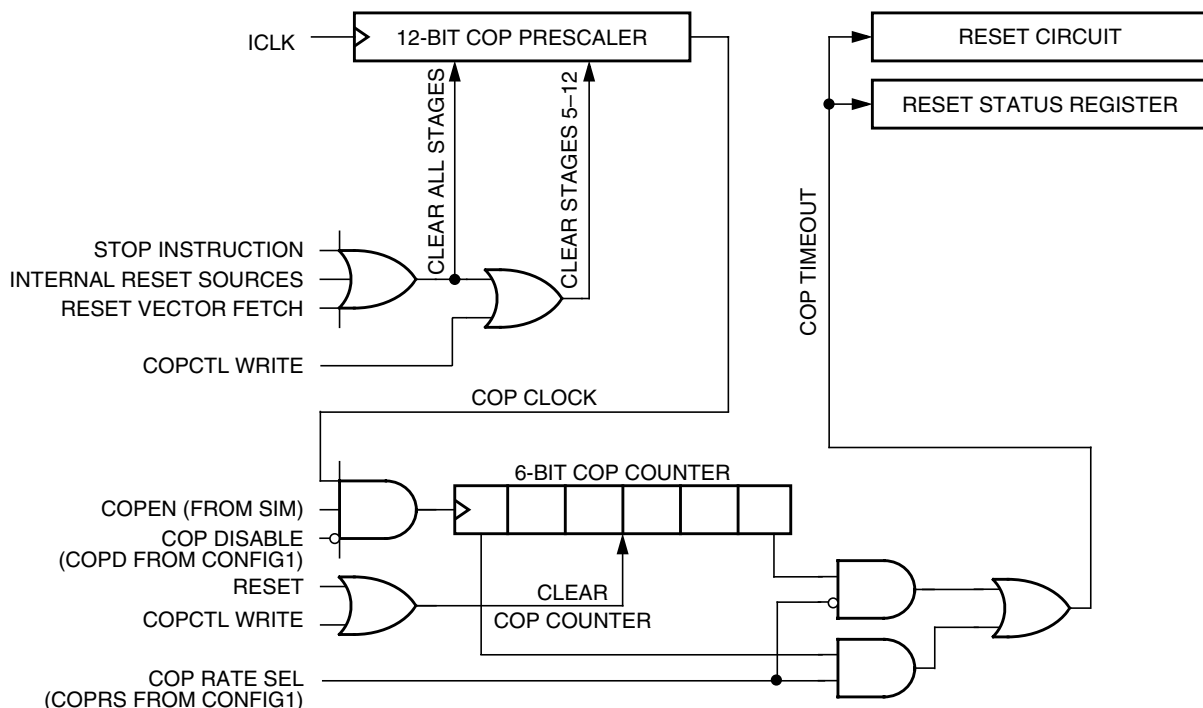 ICLK
12-BIT COP PRESCALER
RESET CIRCUIT
RESET STATUS REGISTER
CLEAR ALL STAGES
CLEAR STAGES 5–12
STOP INSTRUCTION
INTERNAL RESET SOURCES
RESET VECTOR FETCH
COPCTL WRITE
COP TIMEOUT
COP CLOCK
6-BIT COP COUNTER
COPEN (FROM SIM)
COP DISABLE
(COPD FROM CONFIG1)
RESET
COPCTL WRITE
CLEAR
COP COUNTER
COP RATE SEL
(COPRS FROM CONFIG1)